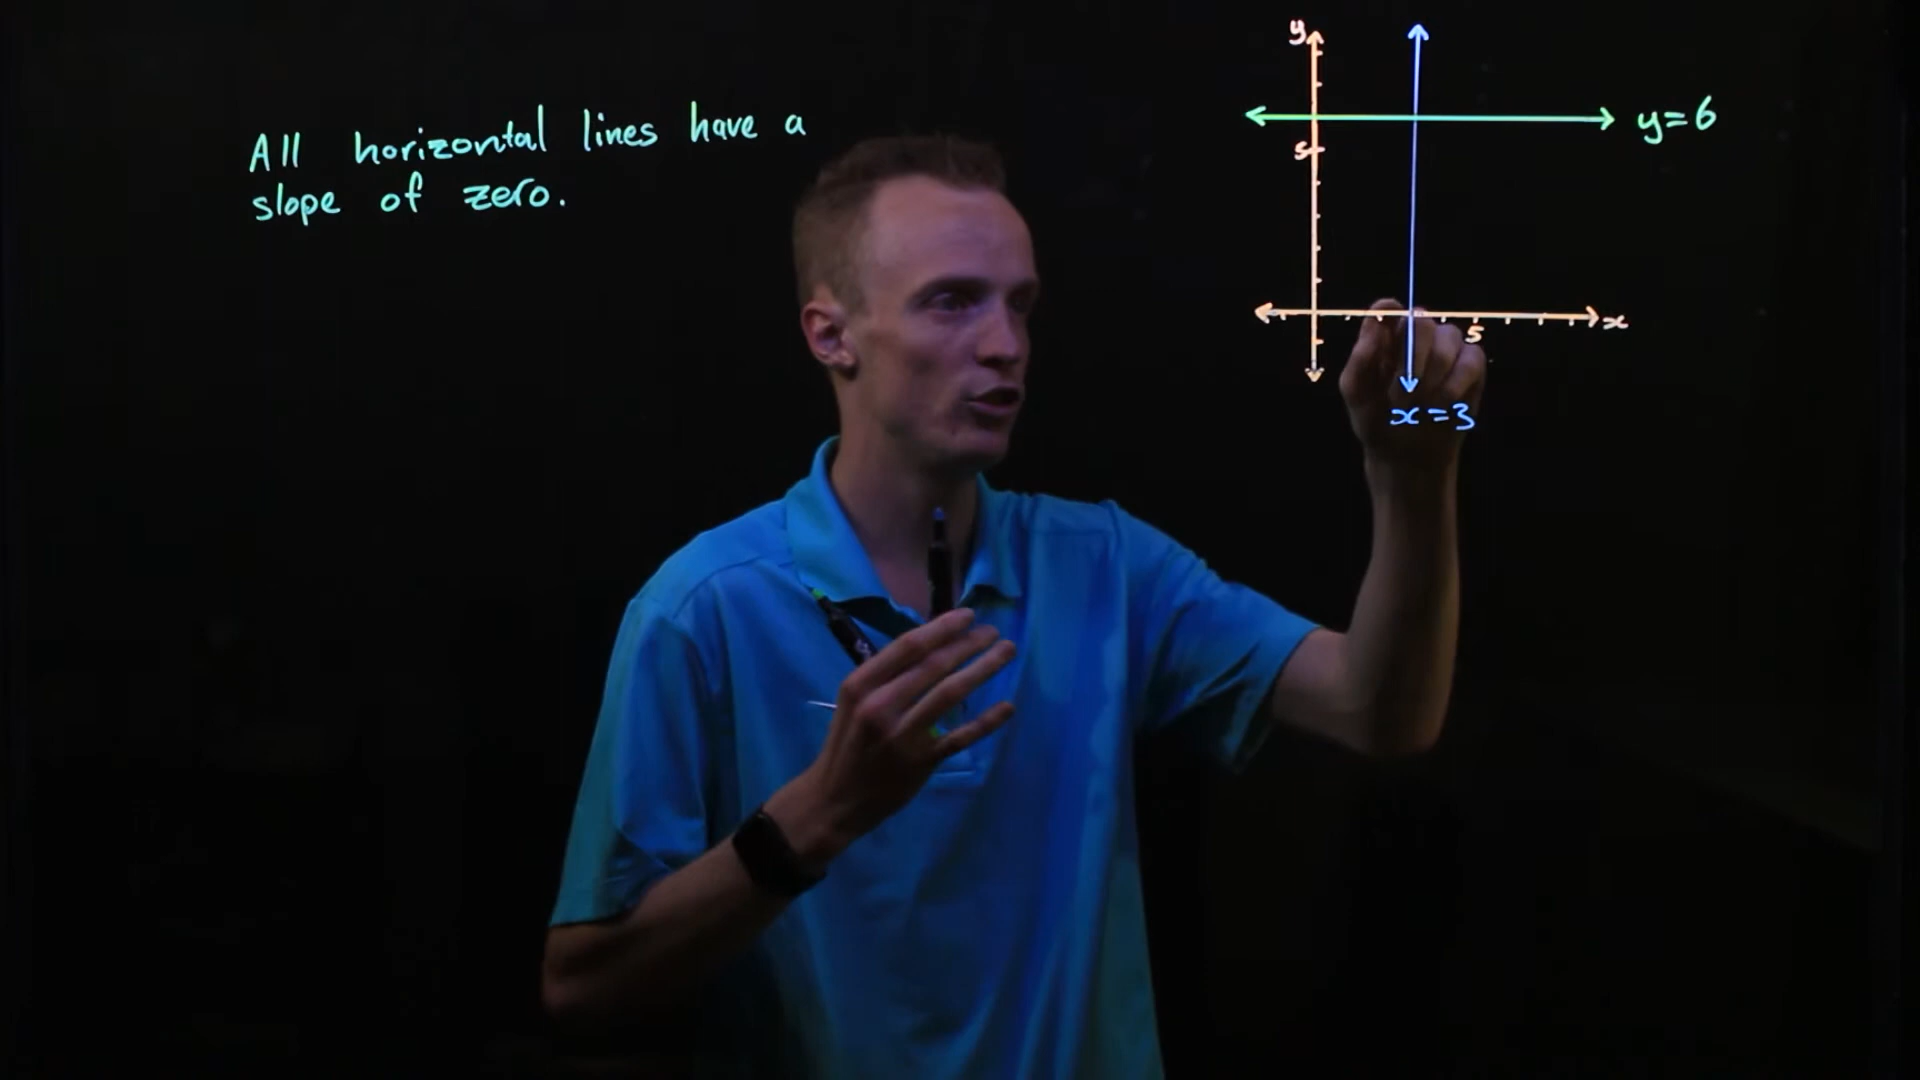 All horizontal lines have a
slope of zero.
y
y=6
5
x
5
x=3